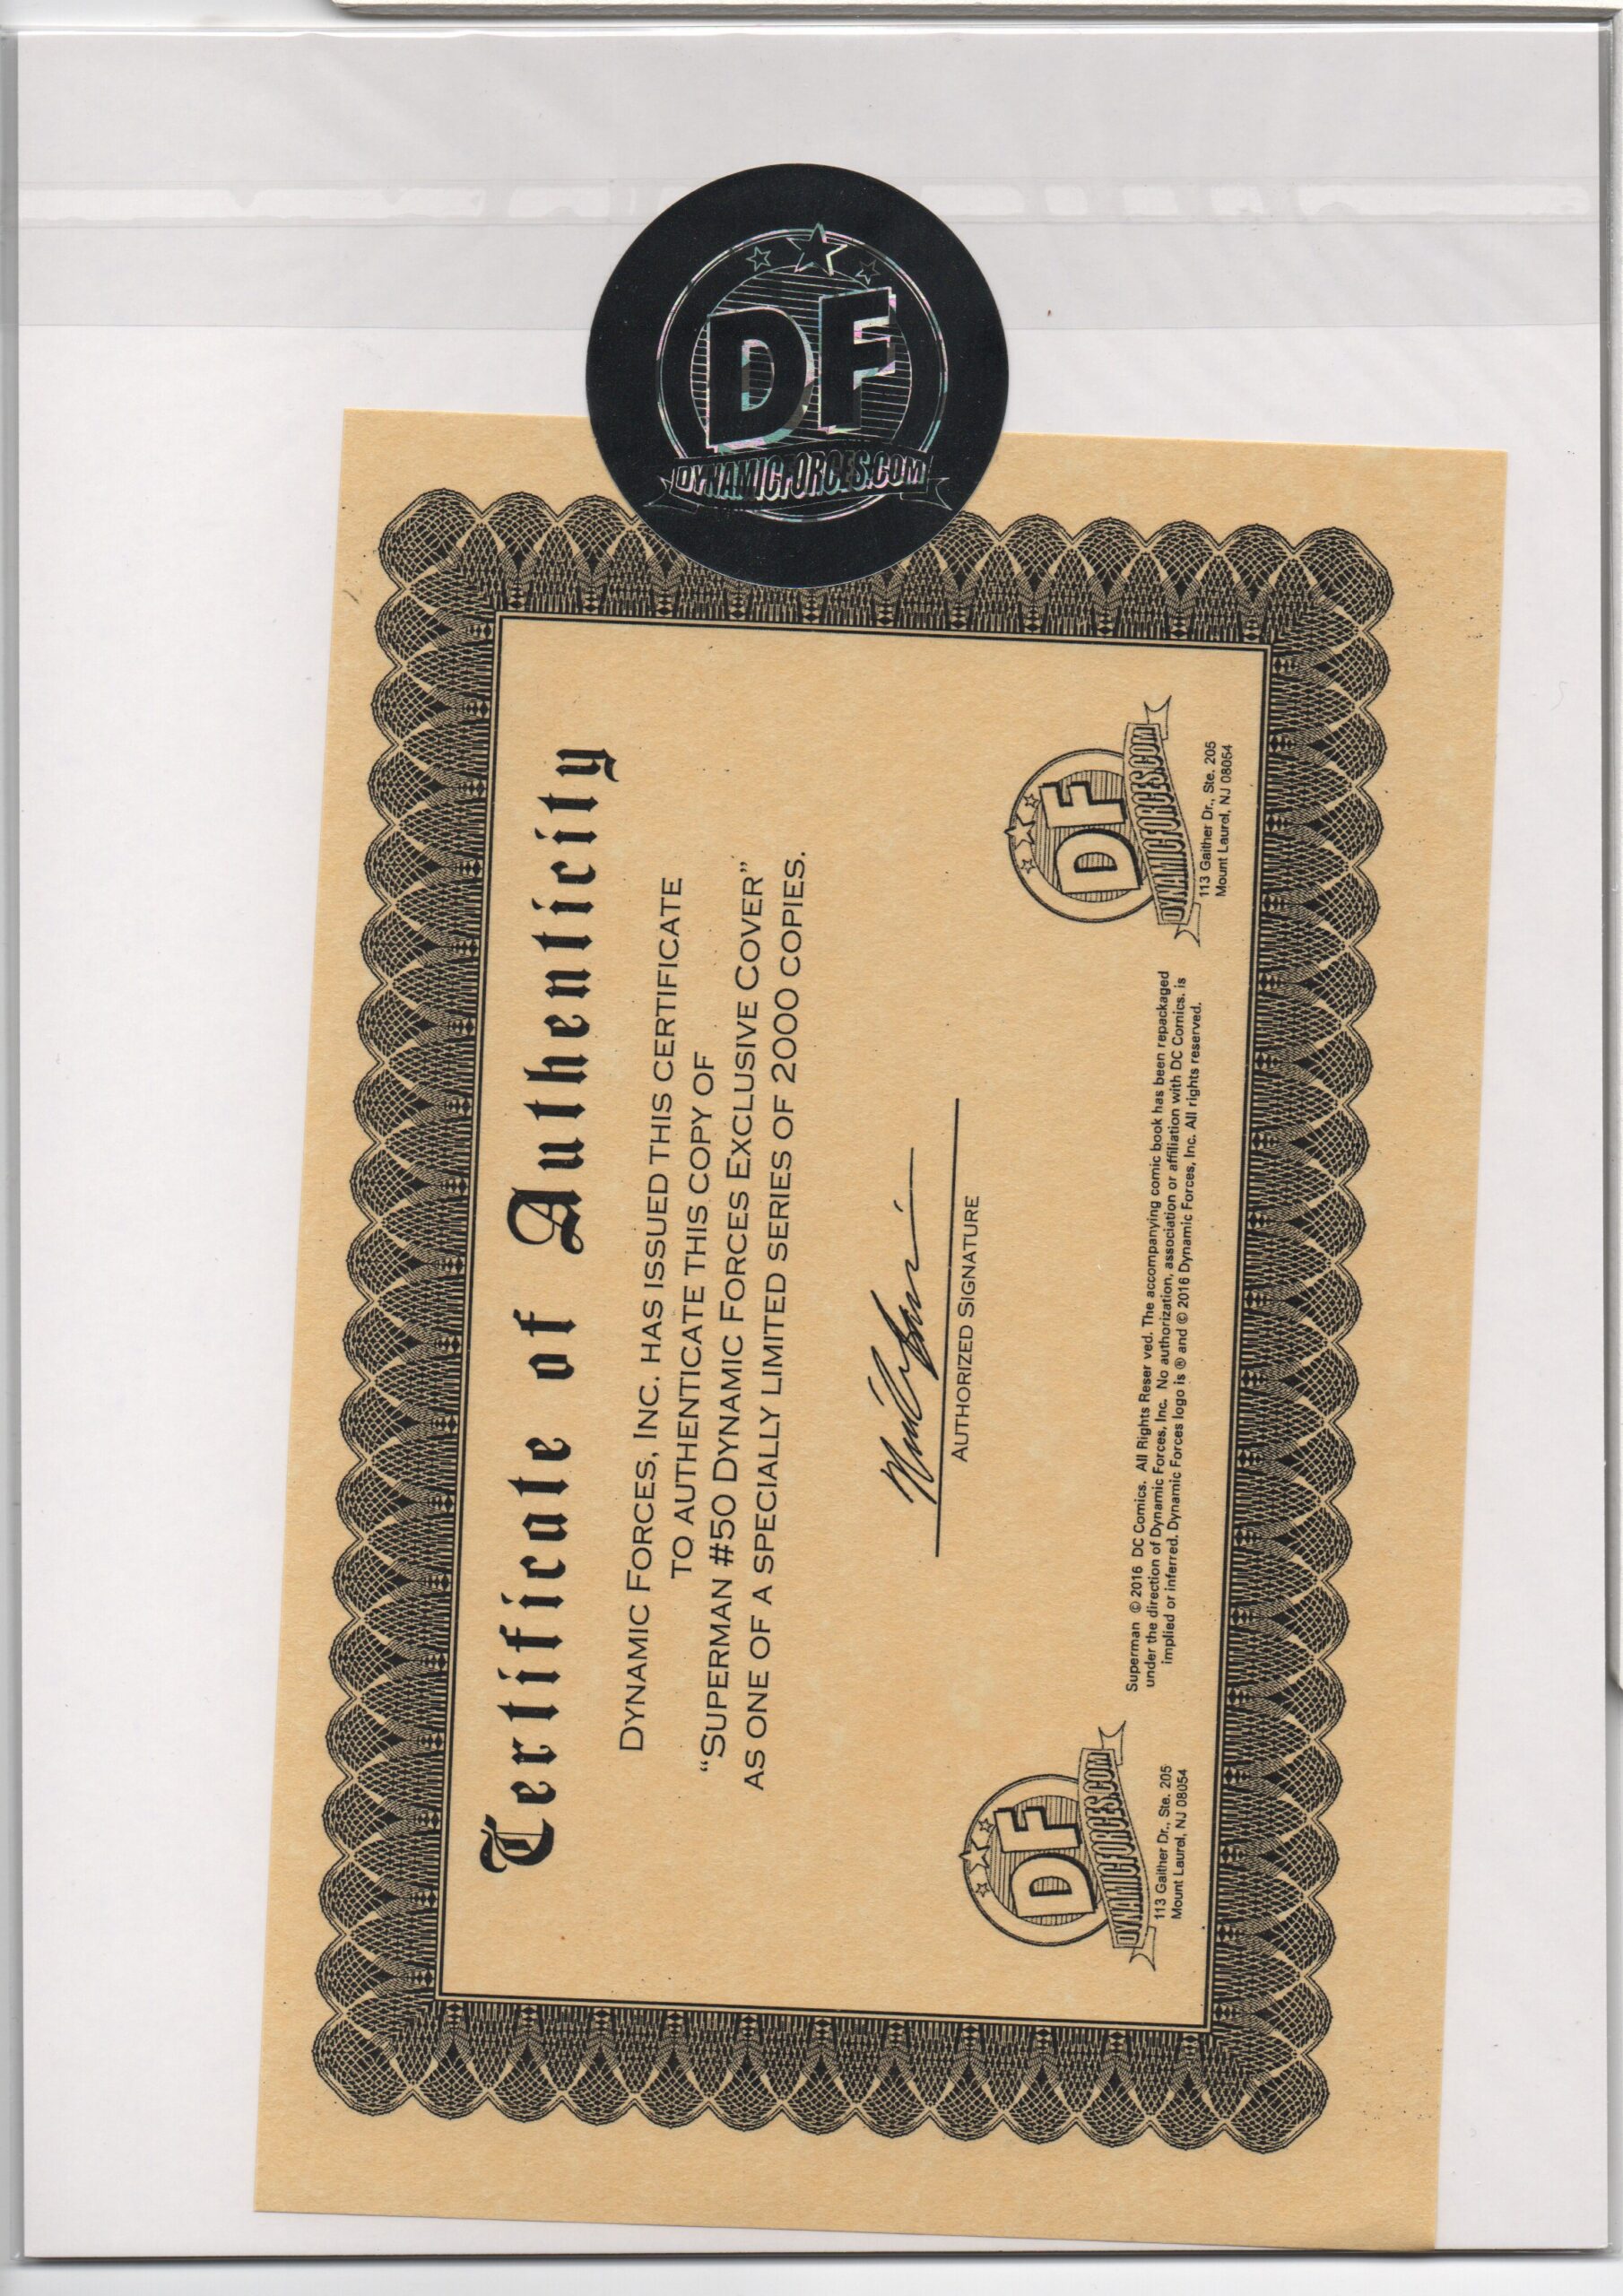 DF
DYNAMICFORCES.COM
Certificate of Authenticity
DYNAMIC FORCES, INC. HAS ISSUED THIS CERTIFICATE
TO AUTHENTICATE THIS COPY OF
“SUPERMAN #50 DYNAMIC FORCES EXCLUSIVE COVER”
AS ONE OF A SPECIALLY LIMITED SERIES OF 2000 COPIES.
AUTHORIZED SIGNATURE
DF
DYNAMICFORCES.COM
113 Gaither Dr., Ste. 205
Mount Laurel, NJ 08054
Superman © 2016 DC Comics. All Rights Reser ved. The accompanying comic book has been repackaged
under the direction of Dynamic Forces, Inc. No authorization, association or affiliation with DC Comics. is
implied or inferred. Dynamic Forces logo is ® and © 2016 Dynamic Forces, Inc. All rights reserved.
DF
DYNAMICFORCES.COM
113 Gaither Dr., Ste. 205
Mount Laurel, NJ 08054